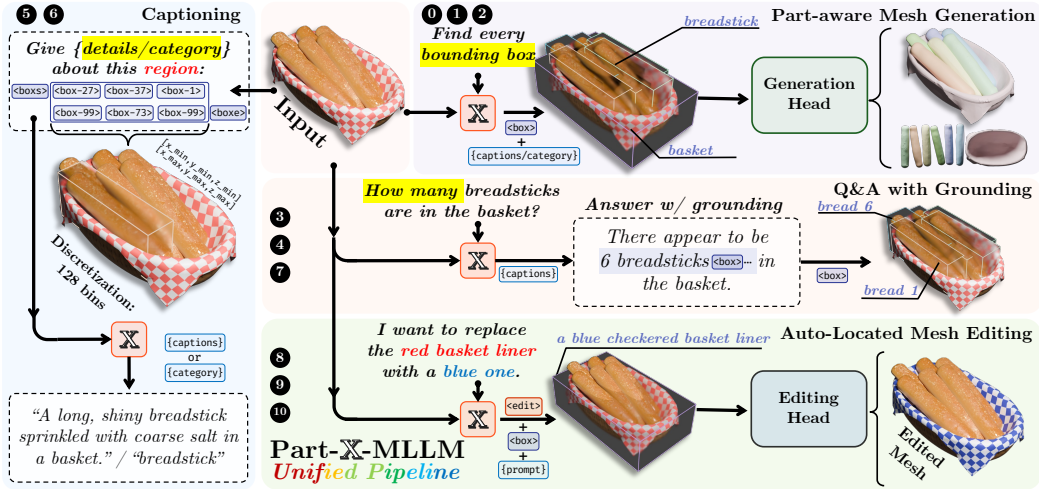 5 6
Captioning
Give {details/category}
about this region:
<boxs> <box-27> <box-37> <box-1>
<box-99> <box-73> <box-99> <boxe>
[x_min,y_min,z_min]
[x_max,y_max,z_max]
Discretization:
128 bins
𝕏
{captions}
or
{category}
“A long, shiny breadstick
sprinkled with coarse salt in
a basket.” / “breadstick”
Input
0 1 2
Part-aware Mesh Generation
Find every
bounding box
𝕏
<box>
+
{captions/category}
breadstick
basket
Generation
Head
Q&A with Grounding
3
4
7
How many breadsticks
are in the basket?
𝕏
{captions}
Answer w/ grounding
There appear to be
6 breadsticks <box>… in
the basket.
<box>
bread 6
bread 1
Auto-Located Mesh Editing
8
9
10
I want to replace
the red basket liner
with a blue one.
𝕏
<edit>
+
<box>
+
{prompt}
a blue checkered basket liner
Editing
Head
Edited
Mesh
Part-𝕏-MLLM
Unified Pipeline